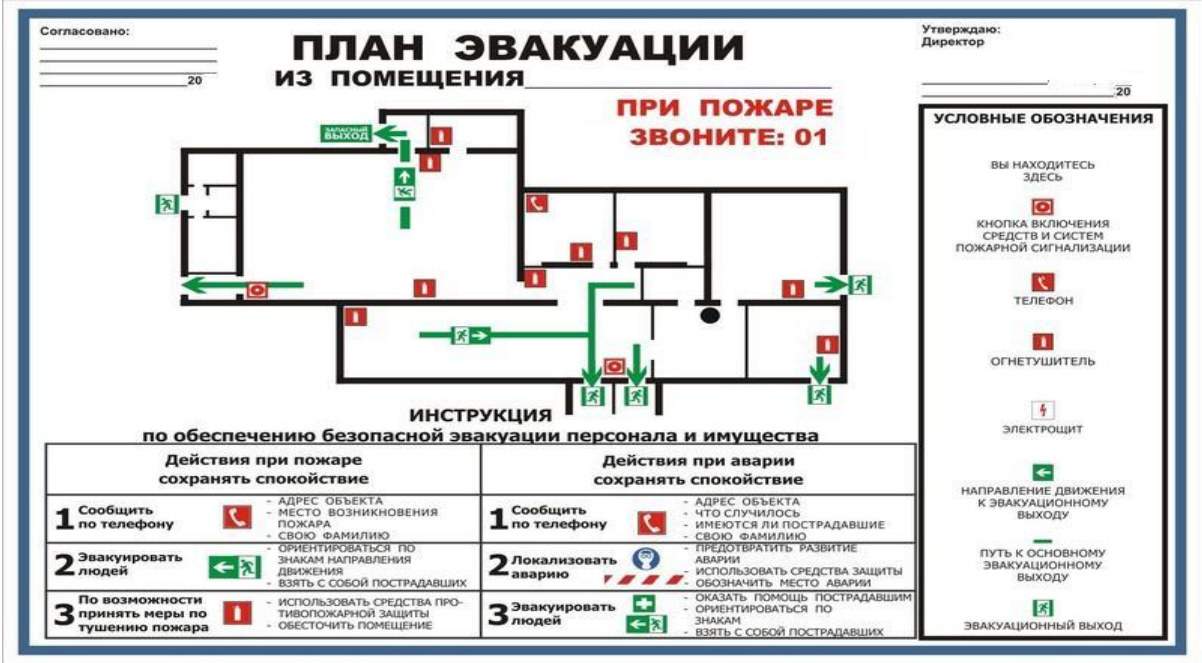 Согласовано:
20
ПЛАН ЭВАКУАЦИИ
ИЗ ПОМЕЩЕНИЯ
Утверждаю:
Директор
20
ПРИ ПОЖАРЕ
ЗВОНИТЕ: 01
ЗАПАСНЫЙ
ВЫХОД
УСЛОВНЫЕ ОБОЗНАЧЕНИЯ
ВЫ НАХОДИТЕСЬ
ЗДЕСЬ
КНОПКА ВКЛЮЧЕНИЯ
СРЕДСТВ И СИСТЕМ
ПОЖАРНОЙ СИГНАЛИЗАЦИИ
ТЕЛЕФОН
ОГНЕТУШИТЕЛЬ
ЭЛЕКТРОЩИТ
НАПРАВЛЕНИЕ ДВИЖЕНИЯ
К ЭВАКУАЦИОННОМУ
ВЫХОДУ
ПУТЬ К ОСНОВНОМУ
ЭВАКУАЦИОННОМУ
ВЫХОДУ
ЭВАКУАЦИОННЫЙ ВЫХОД
ИНСТРУКЦИЯ
по обеспечению безопасной эвакуации персонала и имущества
Действия при пожаре
сохранять спокойствие
1 Сообщить
по телефону
- АДРЕС ОБЪЕКТА
- МЕСТО ВОЗНИКНОВЕНИЯ
ПОЖАРА
- СВОЮ ФАМИЛИЮ
2 Эвакуировать
людей
- ОРИЕНТИРОВАТЬСЯ ПО
ЗНАКАМ НАПРАВЛЕНИЯ
ДВИЖЕНИЯ
- ВЗЯТЬ С СОБОЙ ПОСТРАДАВШИХ
3 По возможности
принять меры по
тушению пожара
- ИСПОЛЬЗОВАТЬ СРЕДСТВА ПРО-
ТИВОПОЖАРНОЙ ЗАЩИТЫ
- ОБЕСТОЧИТЬ ПОМЕЩЕНИЕ
Действия при аварии
сохранять спокойствие
1 Сообщить
по телефону
- АДРЕС ОБЪЕКТА
- ЧТО СЛУЧИЛОСЬ
- ИМЕЮТСЯ ЛИ ПОСТРАДАВШИЕ
- СВОЮ ФАМИЛИЮ
2 Локализовать
аварию
- ПРЕДОТВРАТИТЬ РАЗВИТИЕ
АВАРИИ
- ИСПОЛЬЗОВАТЬ СРЕДСТВА ЗАЩИТЫ
- ОБОЗНАЧИТЬ МЕСТО АВАРИИ
3 Эвакуировать
людей
- ОКАЗАТЬ ПОМОЩЬ ПОСТРАДАВШИМ
- ОРИЕНТИРОВАТЬСЯ ПО
ЗНАКАМ
- ВЗЯТЬ С СОБОЙ ПОСТРАДАВШИХ